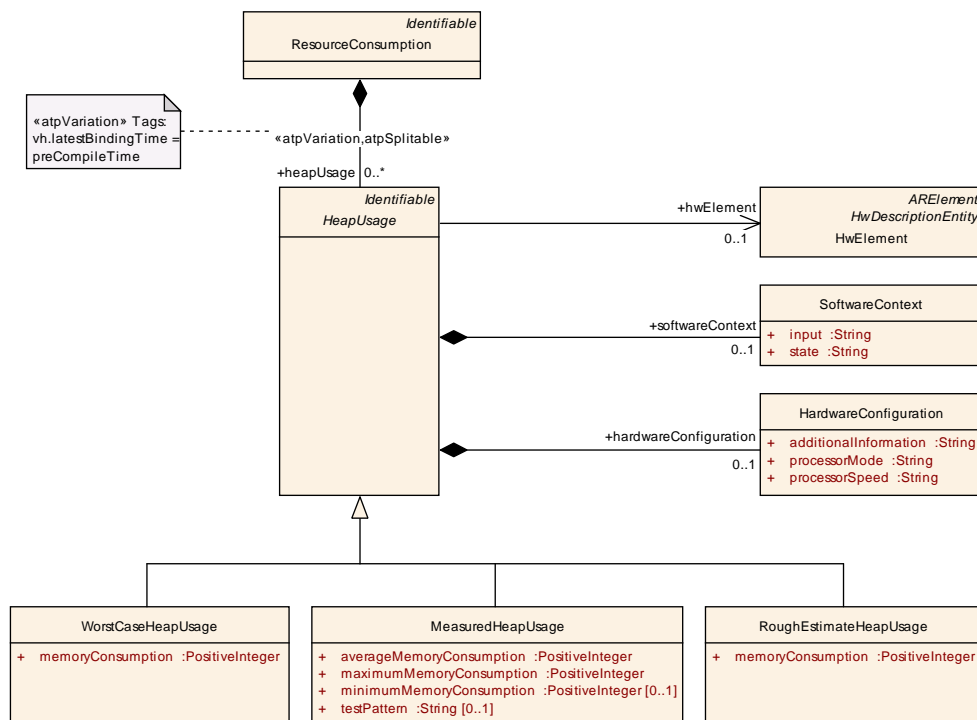 Identifiable
ResourceConsumption
«atpVariation» Tags:
vh.latestBindingTime =
preCompileTime
«atpVariation,atpSplitable»
+heapUsage 0..*
Identifiable
HeapUsage
+hwElement
0..1
ARElement
HwDescriptionEntity
HwElement
+softwareContext
0..1
SoftwareContext
+ input :String
+ state :String
+hardwareConfiguration
0..1
HardwareConfiguration
+ additionalInformation :String
+ processorMode :String
+ processorSpeed :String
WorstCaseHeapUsage
+ memoryConsumption :PositiveInteger
MeasuredHeapUsage
+ averageMemoryConsumption :PositiveInteger
+ maximumMemoryConsumption :PositiveInteger
+ minimumMemoryConsumption :PositiveInteger [0..1]
+ testPattern :String [0..1]
RoughEstimateHeapUsage
+ memoryConsumption :PositiveInteger